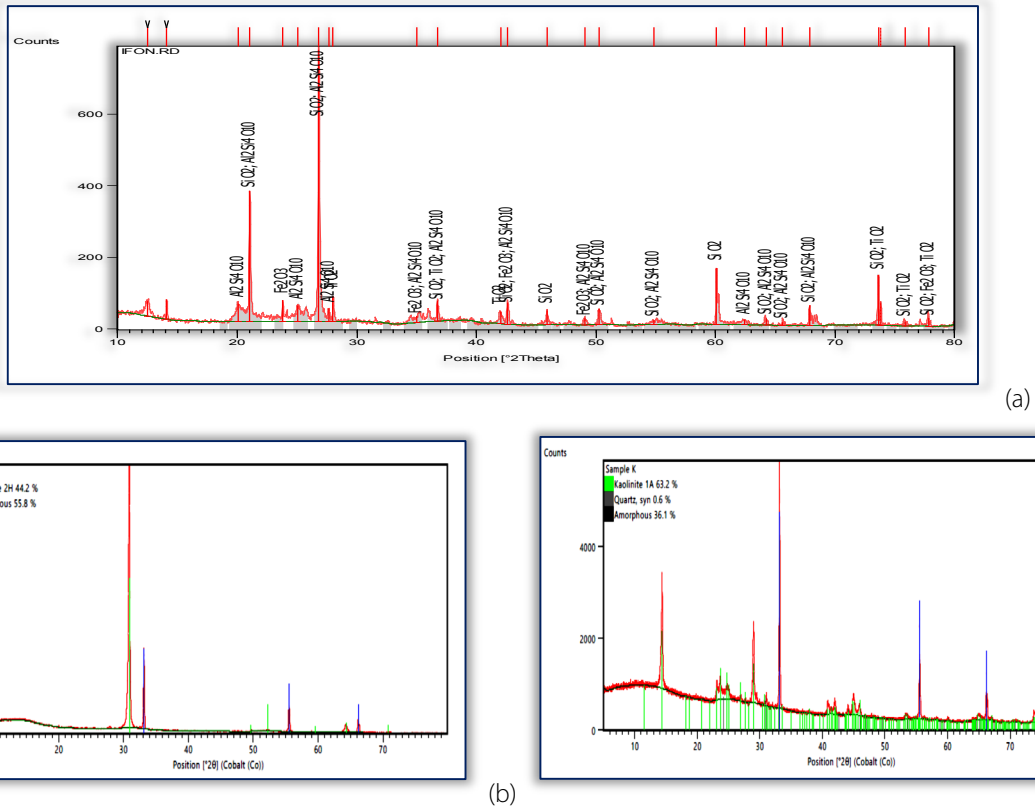 Counts
IFON.RD
Al2 Si4 O10
Si O2; Al2 Si4 O10
Fe2 O3
Al2 Si4 O10
Si O2; Al2 Si4 O10
Fe2 O3; Al2 Si4 O10
Si O2; Ti O2; Al2 Si4 O10
Si O2; Fe2 O3; Al2 Si4 O10
Si O2
Fe2 O3; Al2 Si4 O10
Si O2; Al2 Si4 O10
Si O2; Al2 Si4 O10
Si O2
Al2 Si4 O10
Si O2; Al2 Si4 O10
Si O2; Al2 Si4 O10
Si O2; Al2 Si4 O10
Si O2; Ti O2
Si O2; Ti O2
Si O2; Fe2 O3; Ti O2
600
400
200
0
10 20 30 40 50 60 70 80
Position [°2Theta]
(a)
e 2H 44.2 %
ous 55.8 %
20 30 40 50 60 70
Position [°2θ] (Cobalt (Co))
(b)
Counts
Sample K
Kaolinite 1A 63.2 %
Quartz, syn 0.6 %
Amorphous 36.1 %
4000
2000
0
10 20 30 40 50 60 70
Position [°2θ] (Cobalt (Co))